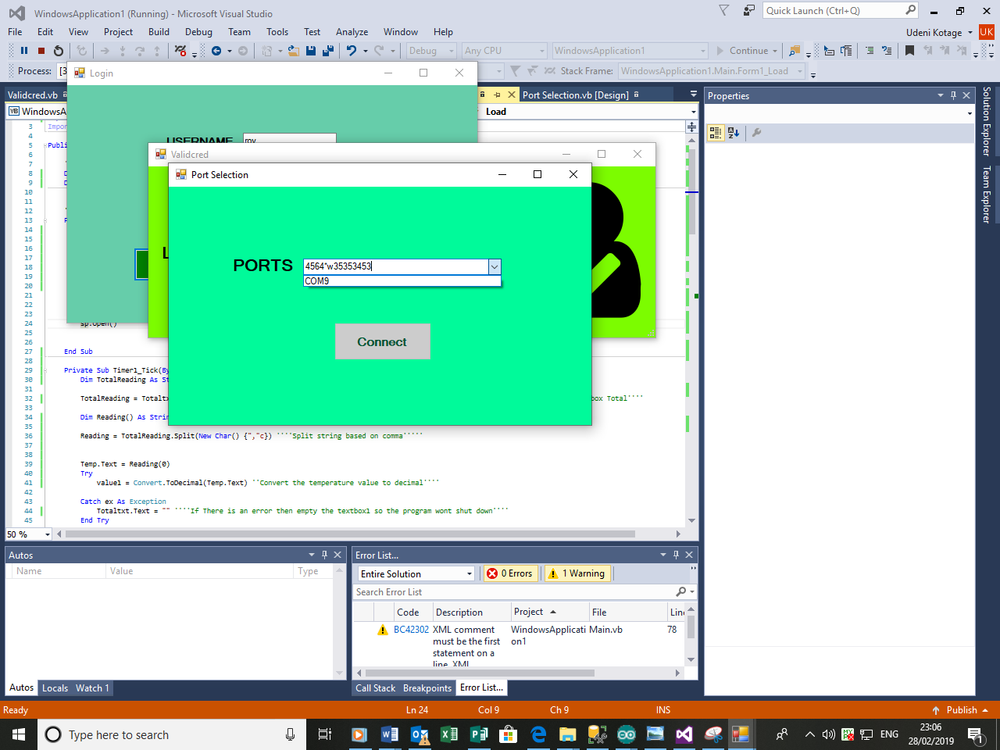 WindowsApplication1 (Running) - Microsoft Visual Studio
Quick Launch (Ctrl+Q)
File Edit View Project Build Debug Team Tools Test Analyze Window Help
Udeni Kotage UK
Debug Any CPU WindowsApplication1 Continue
Process: [3
Stack Frame: WindowsApplication1.Main.Form1_Load
Login
Validcred.vb
Port Selection.vb [Design]
Properties
WindowsA
Load
Solution Explorer
Team Explorer
USERNAME roy
Validcred
Port Selection
PORTS 4564*w35353453
COM9
Connect
3 Impor
4
5 Publi
6
7
8 D
9 D
10
11
12
13 P
14
15
16
17
18
19
20
21
22
23
24 sp.Open()
25
26
27 End Sub
28
29 Private Sub Timer1_Tick(By
30 Dim TotalReading As St
31
32 TotalReading = Totaltx box Total''''
33
34 Dim Reading() As Strin
35
36 Reading = TotalReading.Split(New Char() {","c}) ''''Split string based on comma'''''
37
38
39 Temp.Text = Reading(0)
40 Try
41 value1 = Convert.ToDecimal(Temp.Text) ''Convert the temperature value to decimal''''
42
43 Catch ex As Exception
44 Totaltxt.Text = "" ''''If There is an error then empty the textbox1 so the program wont shut down''''
45 End Try
50 %
Autos
Name Value Type
Autos Locals Watch 1
Error List...
Entire Solution 0 Errors 1 Warning
Search Error List
Code Description Project File Line
BC42302 XML comment must be the first statement on a line. XML WindowsApplicati on1 Main.vb 78
Call Stack Breakpoints Error List...
Ready Ln 24 Col 9 Ch 9 INS Publish
Type here to search
ENG
23:06
28/02/2019
1